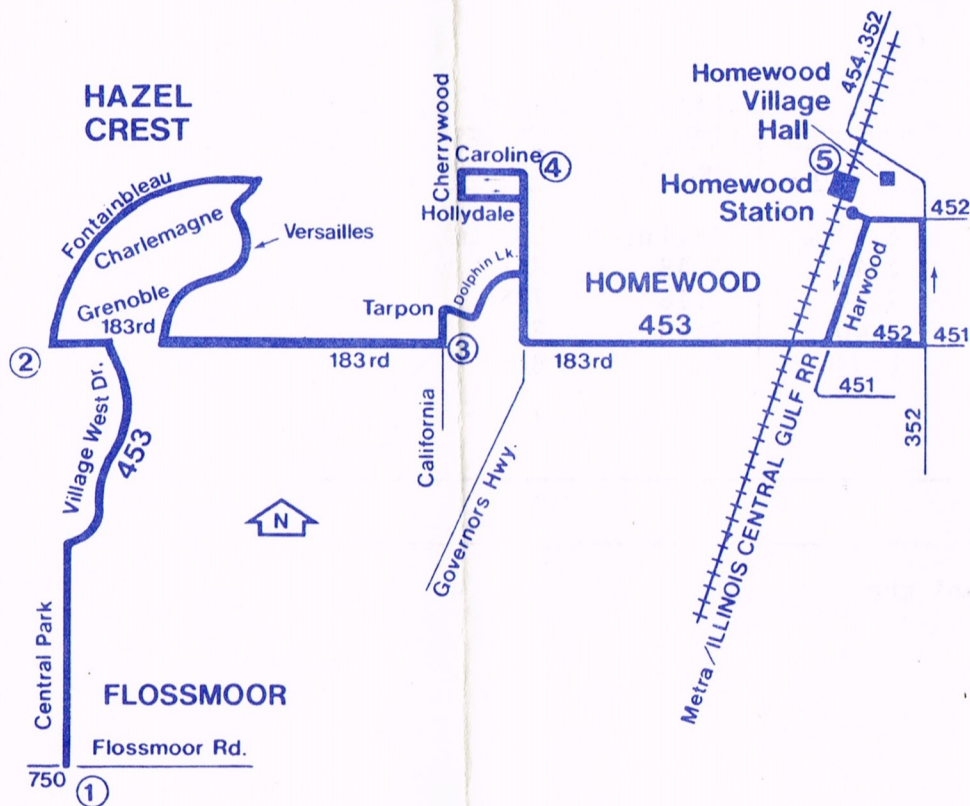 HAZEL
CREST
Fontainbleau
Charlemagne
Versailles
Grenoble
183rd
②
Village West Dr.
453
Central Park
FLOSSMOOR
Flossmoor Rd.
750
①
N
183rd
Tarpon
Dolphin Lk.
③
California
Cherrywood
Caroline
④
Hollydale
Governors Hwy.
183rd
HOMEWOOD
453
Homewood
Village
Hall
454,352
⑤
Homewood
Station
452
Harwood
452
451
451
352
Metra/ILLINOIS CENTRAL GULF RR